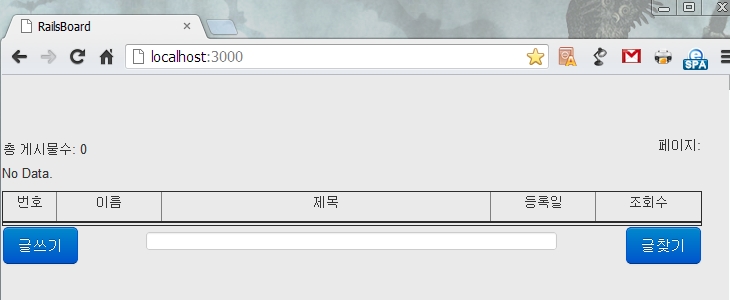 RailsBoard
localhost:3000
SPA
총 게시물수: 0
페이지:
No Data.
번호 이름 제목 등록일 조회수
글쓰기 글찾기